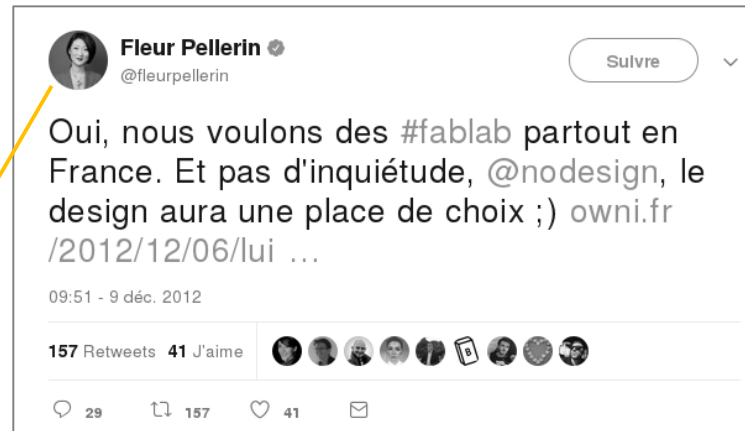 Fleur Pellerin
@fleurpellerin
Suivre
Oui, nous voulons des #fablab partout en
France. Et pas d'inquiétude, @nodesign, le
design aura une place de choix ;) owni.fr
/2012/12/06/lui ...
09:51 - 9 déc. 2012
157 Retweets 41 J'aime
B
29 157 41